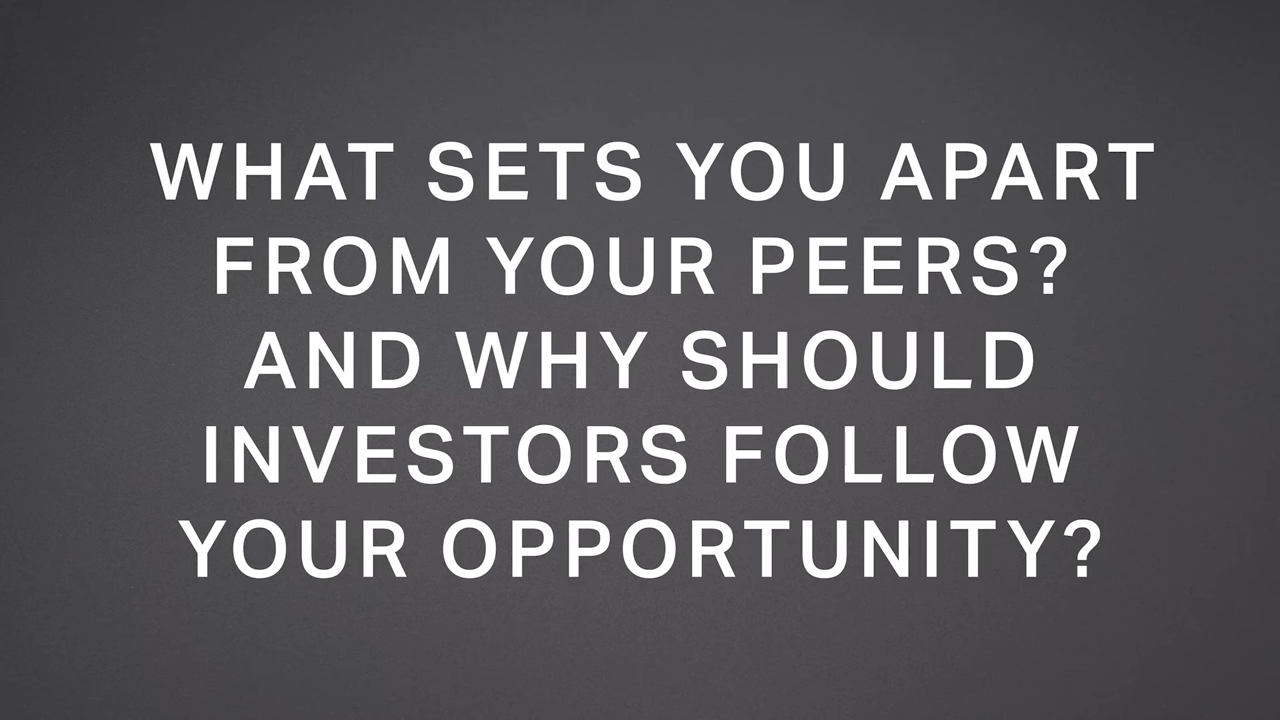 WHAT SETS YOU APART
FROM YOUR PEERS?
AND WHY SHOULD
INVESTORS FOLLOW
YOUR OPPORTUNITY?